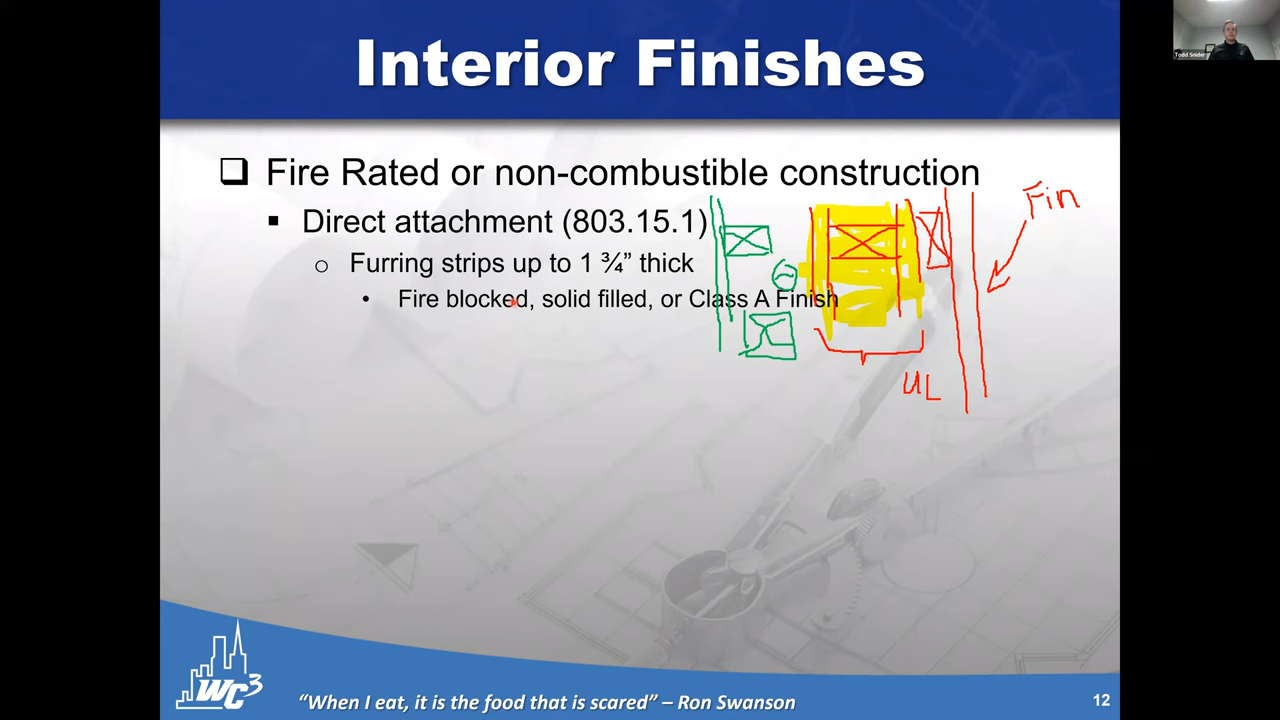 Todd Snider
Interior Finishes
Fire Rated or non-combustible construction
Direct attachment (803.15.1)
Fin
Furring strips up to 1 ¾” thick
Fire blocked, solid filled, or Class A Finish
UL
WC3
“When I eat, it is the food that is scared” – Ron Swanson
12